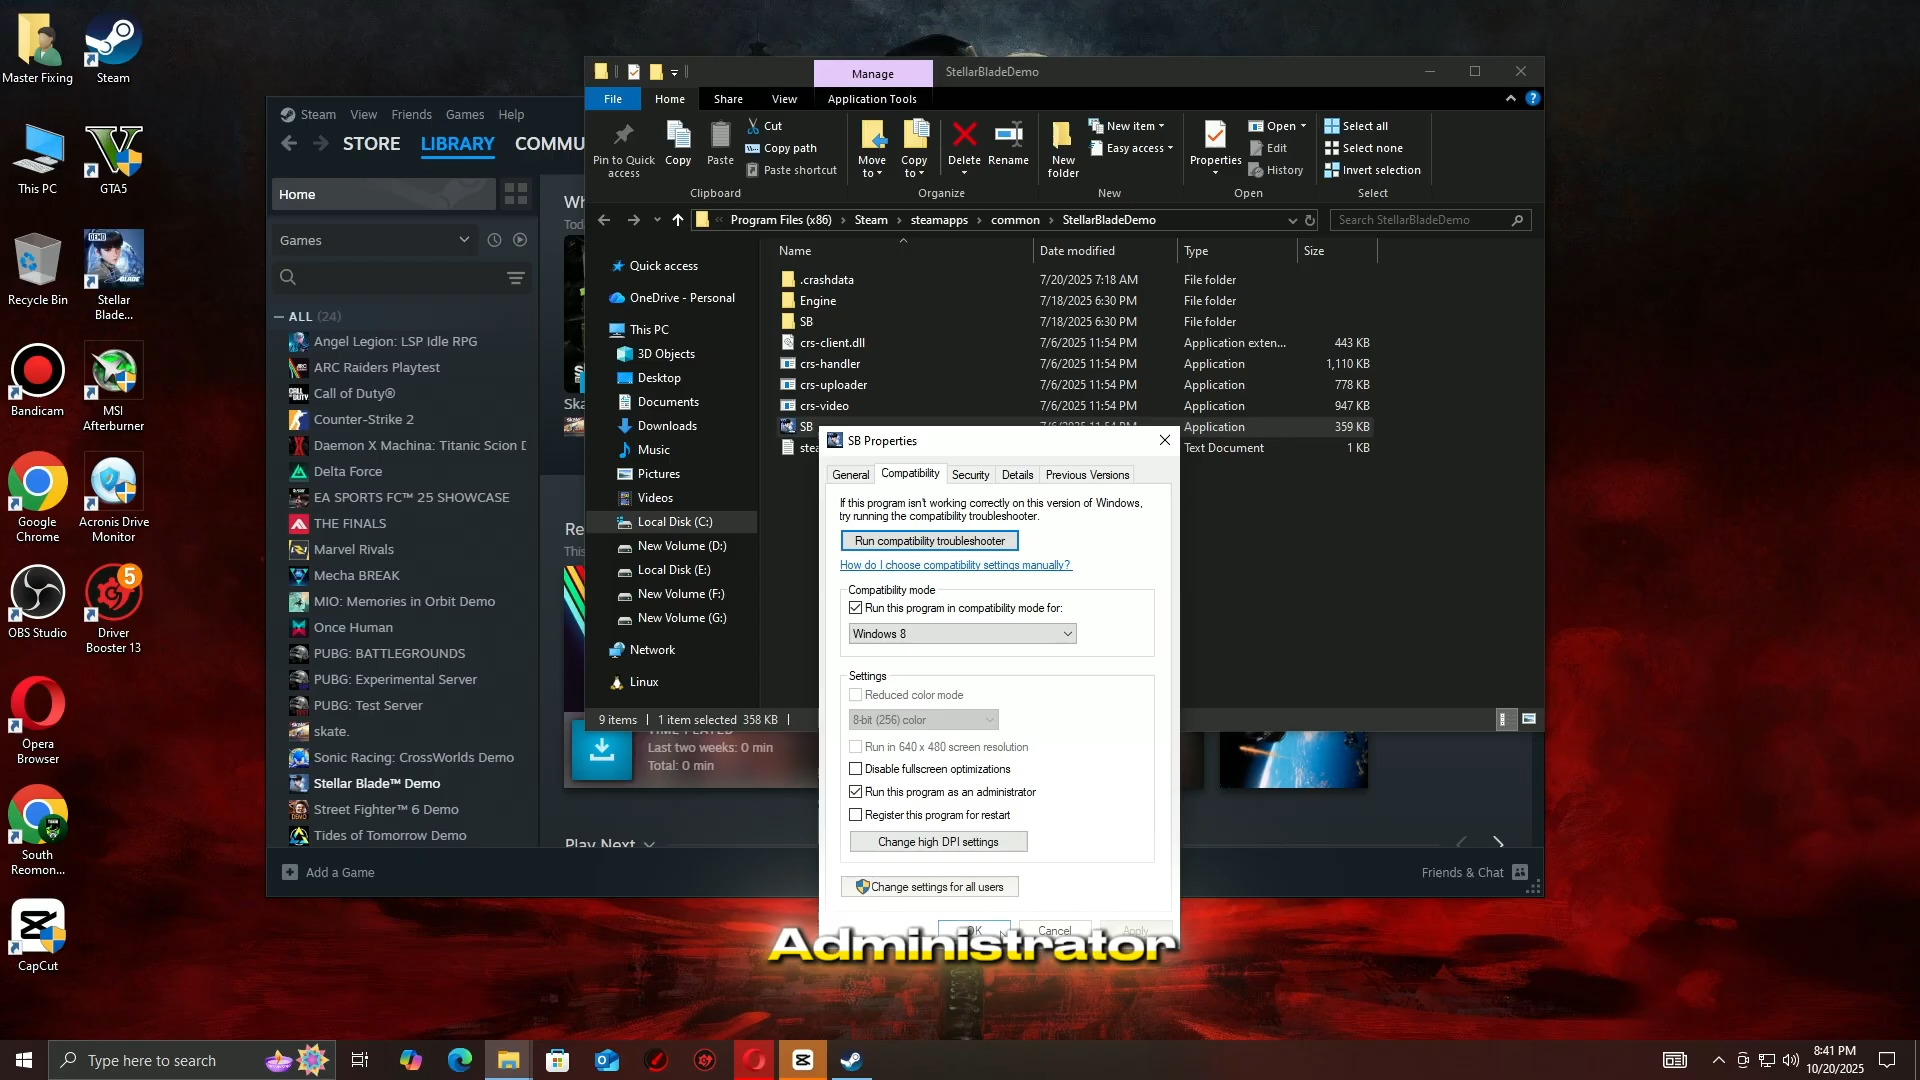 Master Fixing
Steam
This PC
GTA5
Recycle Bin
DEMO
Stellar
Blade...
Bandicam
MSI
Afterburner
Google
Chrome
Acronis Drive
Monitor
OBS Studio
5
Driver
Booster 13
Opera
Browser
South
Reomon...
CapCut
Steam View Friends Games Help
STORE LIBRARY COMMU
Home
Games
ALL (24)
Angel Legion: LSP Idle RPG
ARC Raiders Playtest
Call of Duty®
Counter-Strike 2
Daemon X Machina: Titanic Scion D
Delta Force
EA SPORTS FC™ 25 SHOWCASE
THE FINALS
Marvel Rivals
Mecha BREAK
MIO: Memories in Orbit Demo
Once Human
PUBG: BATTLEGROUNDS
PUBG: Experimental Server
PUBG: Test Server
skate.
Sonic Racing: CrossWorlds Demo
Stellar Blade™ Demo
Street Fighter™ 6 Demo
Tides of Tomorrow Demo
Add a Game
Wh
Toda
Ska
Re
This
TIME PLAYED
Last two weeks: 0 min
Total: 0 min
Play Next
Friends & Chat
Manage
StellarBladeDemo
File Home Share View Application Tools
Pin to Quick
access
Copy
Paste
Cut
Copy path
Paste shortcut
Clipboard
Move
to
Copy
to
Delete
Rename
Organize
New
folder
New item
Easy access
New
Properties
Open
Edit
History
Open
Select all
Select none
Invert selection
Select
Program Files (x86) Steam steamapps common StellarBladeDemo
Search StellarBladeDemo
Quick access
OneDrive - Personal
This PC
3D Objects
Desktop
Documents
Downloads
Music
Pictures
Videos
Local Disk (C:)
New Volume (D:)
Local Disk (E:)
New Volume (F:)
New Volume (G:)
Network
Linux
Name Date modified Type Size
.crashdata 7/20/2025 7:18 AM File folder
Engine 7/18/2025 6:30 PM File folder
SB 7/18/2025 6:30 PM File folder
crs-client.dll 7/6/2025 11:54 PM Application exten... 443 KB
crs-handler 7/6/2025 11:54 PM Application 1,110 KB
crs-uploader 7/6/2025 11:54 PM Application 778 KB
crs-video 7/6/2025 11:54 PM Application 947 KB
SB 7/6/2025 11:54 PM Application 359 KB
stea Text Document 1 KB
9 items 1 item selected 358 KB
SB Properties
General Compatibility Security Details Previous Versions
If this program isn't working correctly on this version of Windows,
try running the compatibility troubleshooter.
Run compatibility troubleshooter
How do I choose compatibility settings manually?
Compatibility mode
Run this program in compatibility mode for:
Windows 8
Settings
Reduced color mode
8-bit (256) color
Run in 640 x 480 screen resolution
Disable fullscreen optimizations
Run this program as an administrator
Register this program for restart
Change high DPI settings
Change settings for all users
OK Cancel Apply
Administrator
Type here to search
8:41 PM
10/20/2025